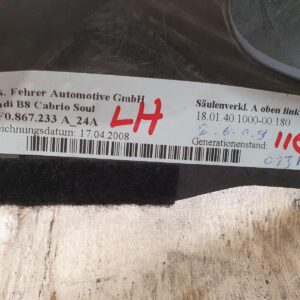 s. Fehrer Automotive GmbH
di B8 Cabrio Soul
F0.867.233 A_24A
LH
eichnungsdatum: 17.04.2008
Säulenverkl. A oben link
18.01.40.1000-00 180
Generationenstand: